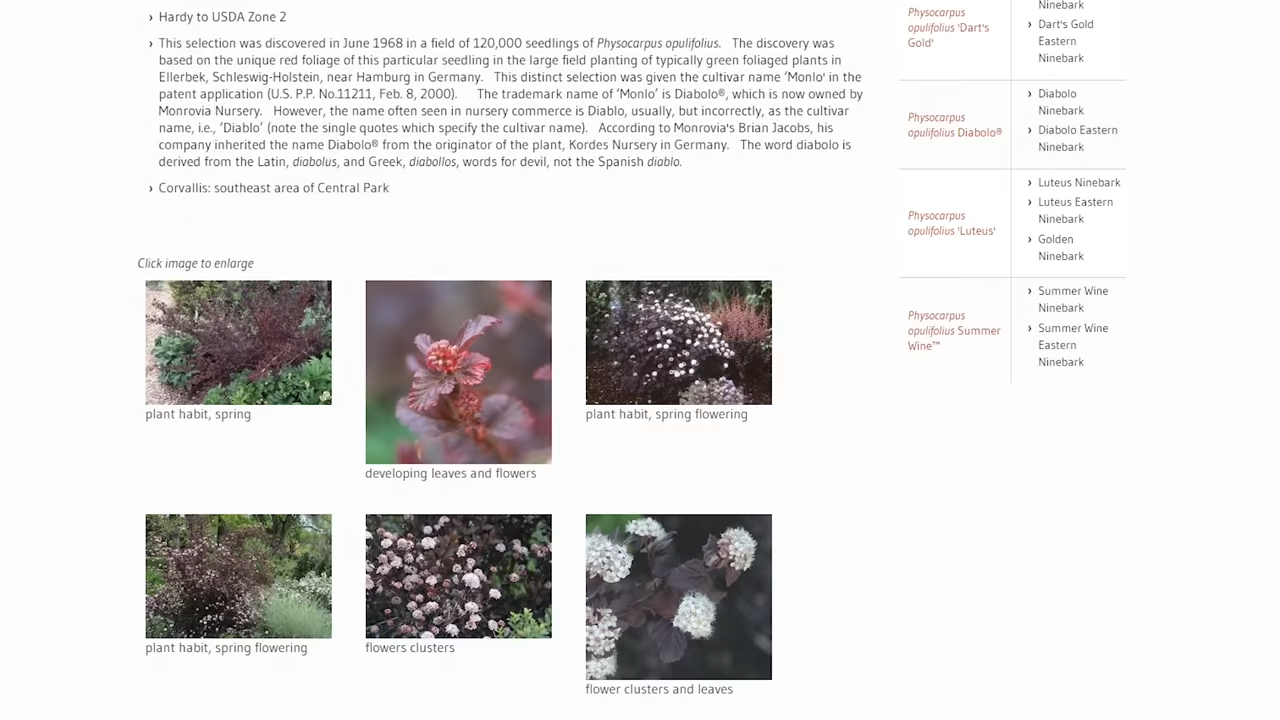 › Hardy to USDA Zone 2
› This selection was discovered in June 1968 in a field of 120,000 seedlings of Physocarpus opulifolius. The discovery was
based on the unique red foliage of this particular seedling in the large field planting of typically green foliaged plants in
Ellerbek, Schleswig-Holstein, near Hamburg in Germany. This distinct selection was given the cultivar name ‘Monlo' in the
patent application (U.S. P.P. No.11211, Feb. 8, 2000). The trademark name of ‘Monlo’ is Diabolo®, which is now owned by
Monrovia Nursery. However, the name often seen in nursery commerce is Diablo, usually, but incorrectly, as the cultivar
name, i.e., ‘Diablo’ (note the single quotes which specify the cultivar name). According to Monrovia's Brian Jacobs, his
company inherited the name Diabolo® from the originator of the plant, Kordes Nursery in Germany. The word diabolo is
derived from the Latin, diabolus, and Greek, diabollos, words for devil, not the Spanish diablo.
› Corvallis: southeast area of Central Park
Click image to enlarge
plant habit, spring
developing leaves and flowers
plant habit, spring flowering
plant habit, spring flowering
flowers clusters
flower clusters and leaves
Physocarpus
opulifolius 'Dart's
Gold'
Ninebark
› Dart's Gold
Eastern
Ninebark
Physocarpus
opulifolius Diabolo®
› Diabolo
Ninebark
› Diabolo Eastern
Ninebark
Physocarpus
opulifolius 'Luteus'
› Luteus Ninebark
› Luteus Eastern
Ninebark
› Golden
Ninebark
Physocarpus
opulifolius Summer
Wine™
› Summer Wine
Ninebark
› Summer Wine
Eastern
Ninebark